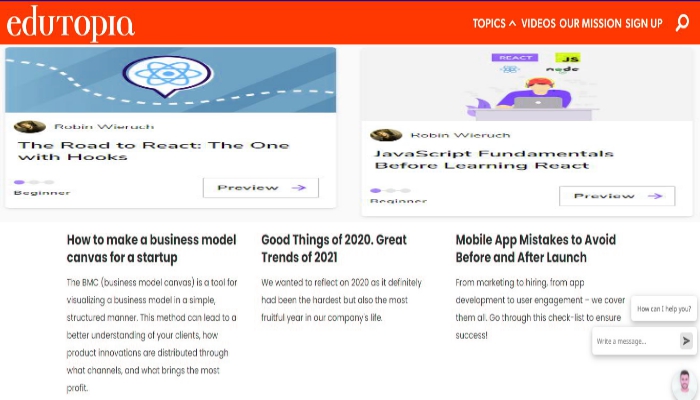 edutopia
TOPICS VIDEOS OUR MISSION SIGN UP
REACT
JS
node
Robin Wieruch
The Road to React: The One
with Hooks
Beginner
Preview
Robin Wieruch
JavaScript Fundamentals
Before Learning React
Beginner
Preview
How to make a business model
canvas for a startup
The BMC (business model canvas) is a tool for
visualizing a business model in a simple,
structured manner. This method can lead to a
better understanding of your clients, how
product innovations are distributed through
what channels, and what brings the most
profit.
Good Things of 2020. Great
Trends of 2021
We wanted to reflect on 2020 as it definitely
had been the hardest but also the most
fruitful year in our company's life.
Mobile App Mistakes to Avoid
Before and After Launch
From marketing to hiring, from app
development to user engagement – we cover
them all. Go through this check-list to ensure
success!
How can I help you?
Write a message...